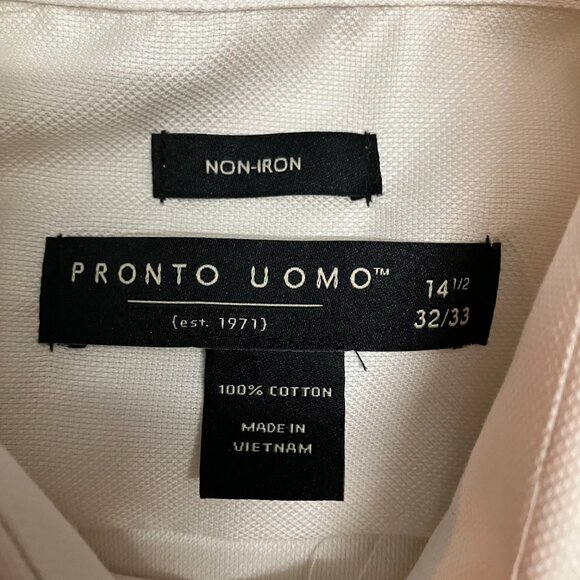 NON-IRON
PRONTO UOMO™
14 1/2
32/33
{est. 1971}
100% COTTON
MADE IN
VIETNAM